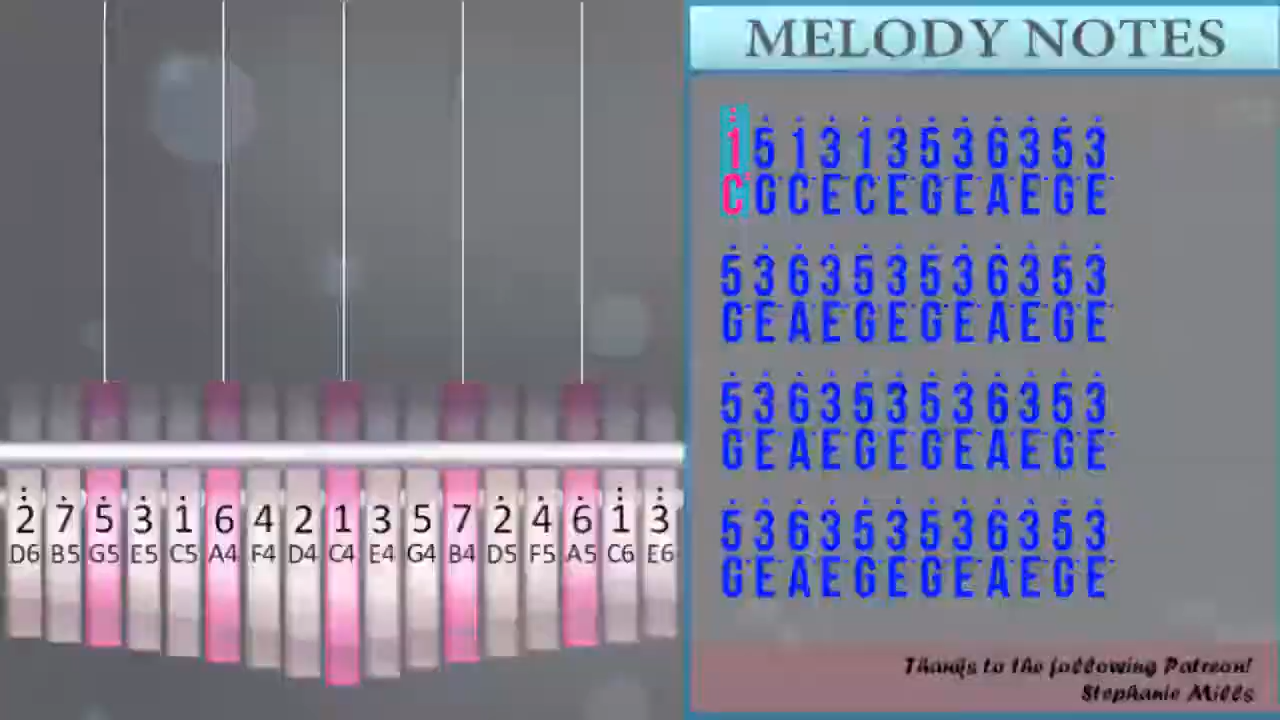 MELODY NOTES
1 5 1 3 1 3 5 3 6 3 5 3
C G C E C E G E A E G E
5 3 6 3 5 3 5 3 6 3 5 3
G E A E G E G E A E G E
5 3 6 3 5 3 5 3 6 3 5 3
G E A E G E G E A E G E
5 3 6 3 5 3 5 3 6 3 5 3
G E A E G E G E A E G E
2 7 5 3 1 6 4 2 1 3 5 7 2 4 6 1 3
D6 B5 G5 E5 C5 A4 F4 D4 C4 E4 G4 B4 D5 F5 A5 C6 E6
Thanks to the following Patreon!
Stephanie Mills